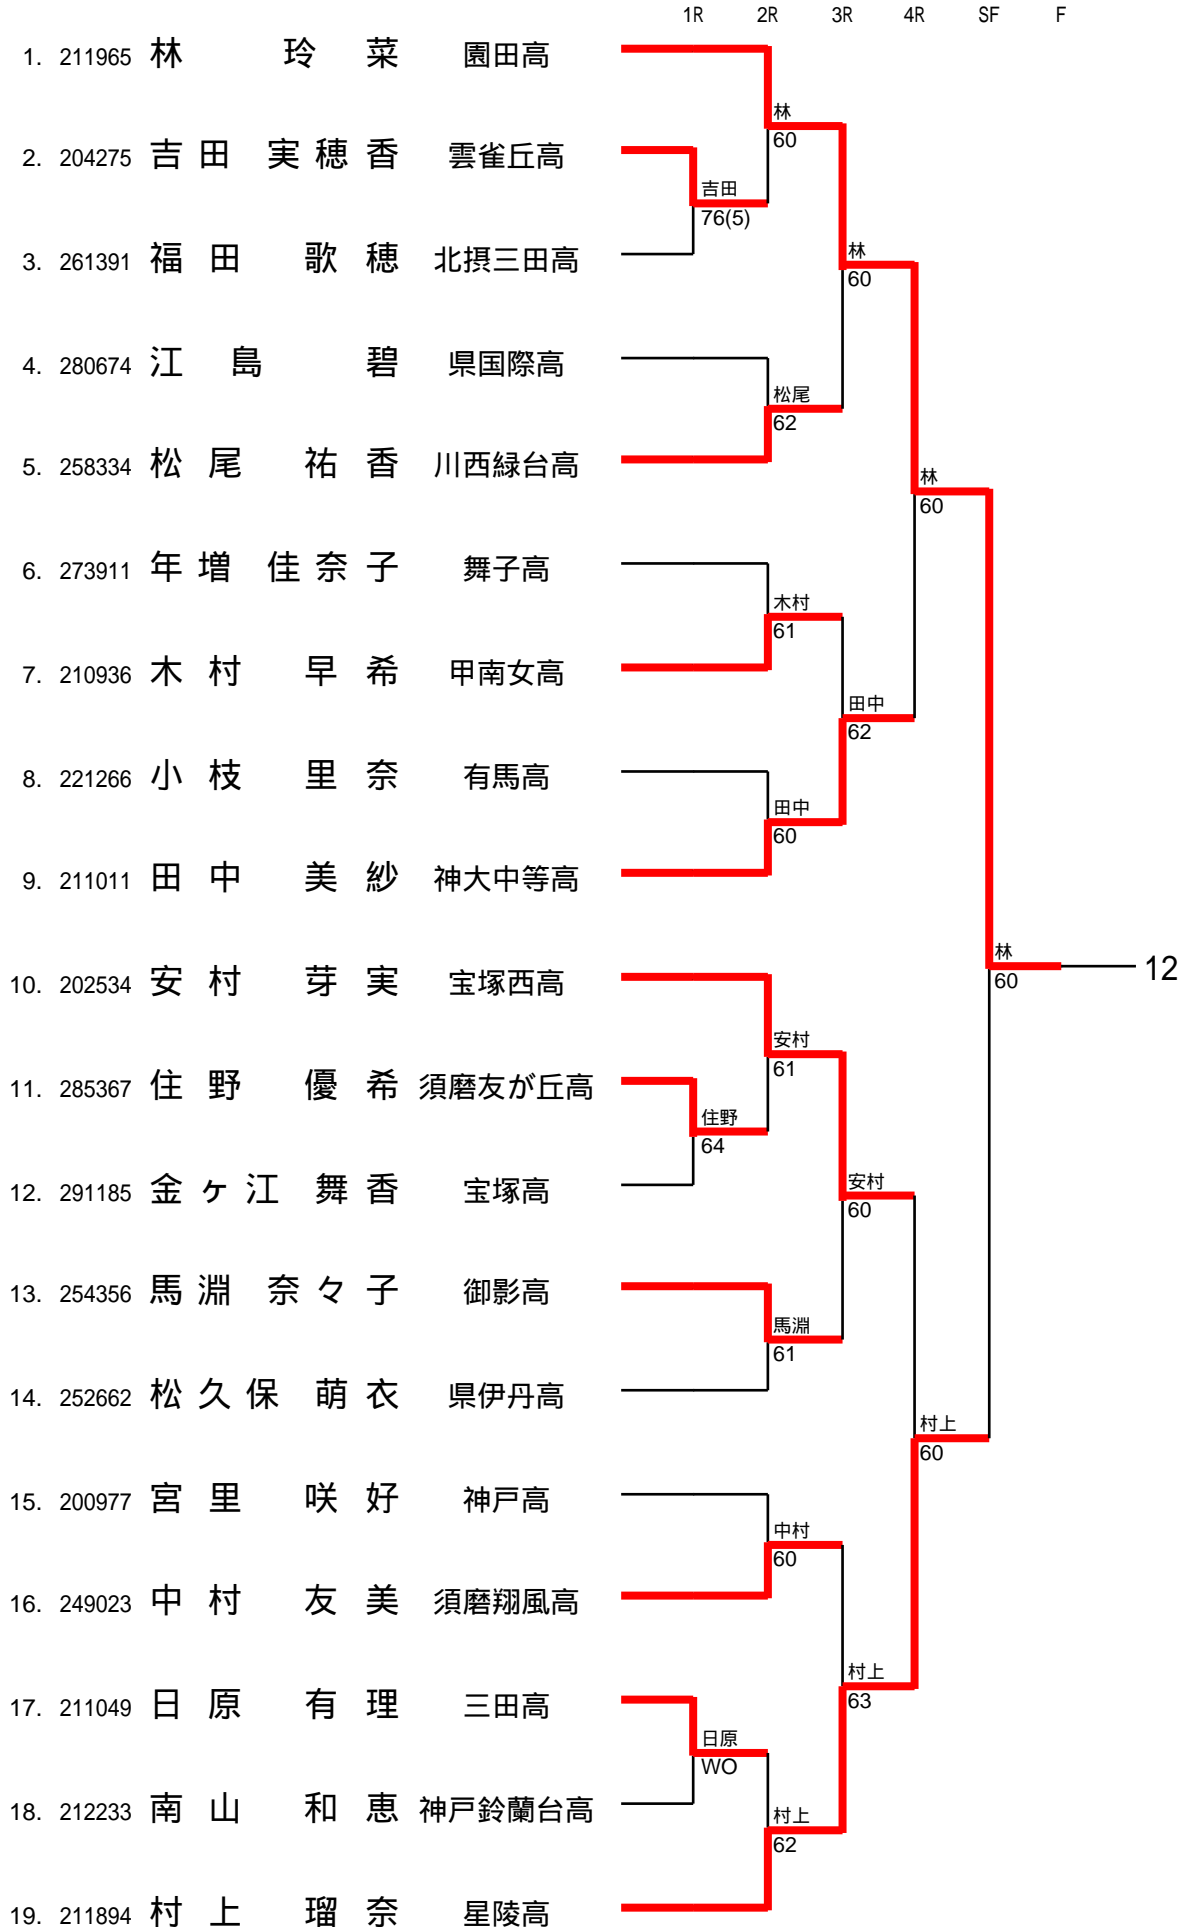 1R 2R 3R 4R SF F
1. 211965 林 玲菜 園田高
林
60
2. 204275 吉田 実穂香 雲雀丘高
吉田
76(5)
3. 261391 福田 歌穂 北摂三田高
林
60
4. 280674 江島 碧 県国際高
松尾
62
5. 258334 松尾 祐香 川西緑台高
林
60
6. 273911 年増 佳奈子 舞子高
木村
61
7. 210936 木村 早希 甲南女高
田中
62
8. 221266 小枝 里奈 有馬高
田中
60
9. 211011 田中 美紗 神大中等高
林
60
12
10. 202534 安村 芽実 宝塚西高
安村
61
11. 285367 住野 優希 須磨友が丘高
住野
64
12. 291185 金ヶ江 舞香 宝塚高
安村
60
13. 254356 馬淵 奈々子 御影高
馬淵
61
14. 252662 松久保 萌衣 県伊丹高
村上
60
15. 200977 宮里 咲好 神戸高
中村
60
16. 249023 中村 友美 須磨翔風高
村上
63
17. 211049 日原 有理 三田高
日原
WO
18. 212233 南山 和恵 神戸鈴蘭台高
村上
62
19. 211894 村上 瑠奈 星陵高